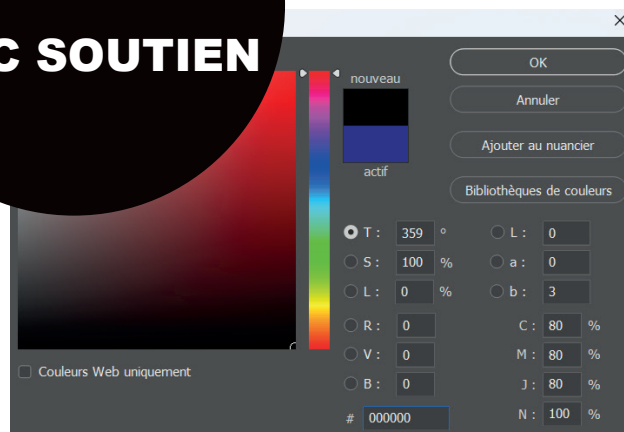 C SOUTIEN
nouveau
actif
OK
Annuler
Ajouter au nuancier
Bibliothèques de couleurs
T : 359 °
L : 0
S : 100 %
a : 0
L : 0 %
b : 3
R : 0
C : 80 %
V : 0
M : 80 %
B : 0
J : 80 %
# 000000
N : 100 %
Couleurs Web uniquement